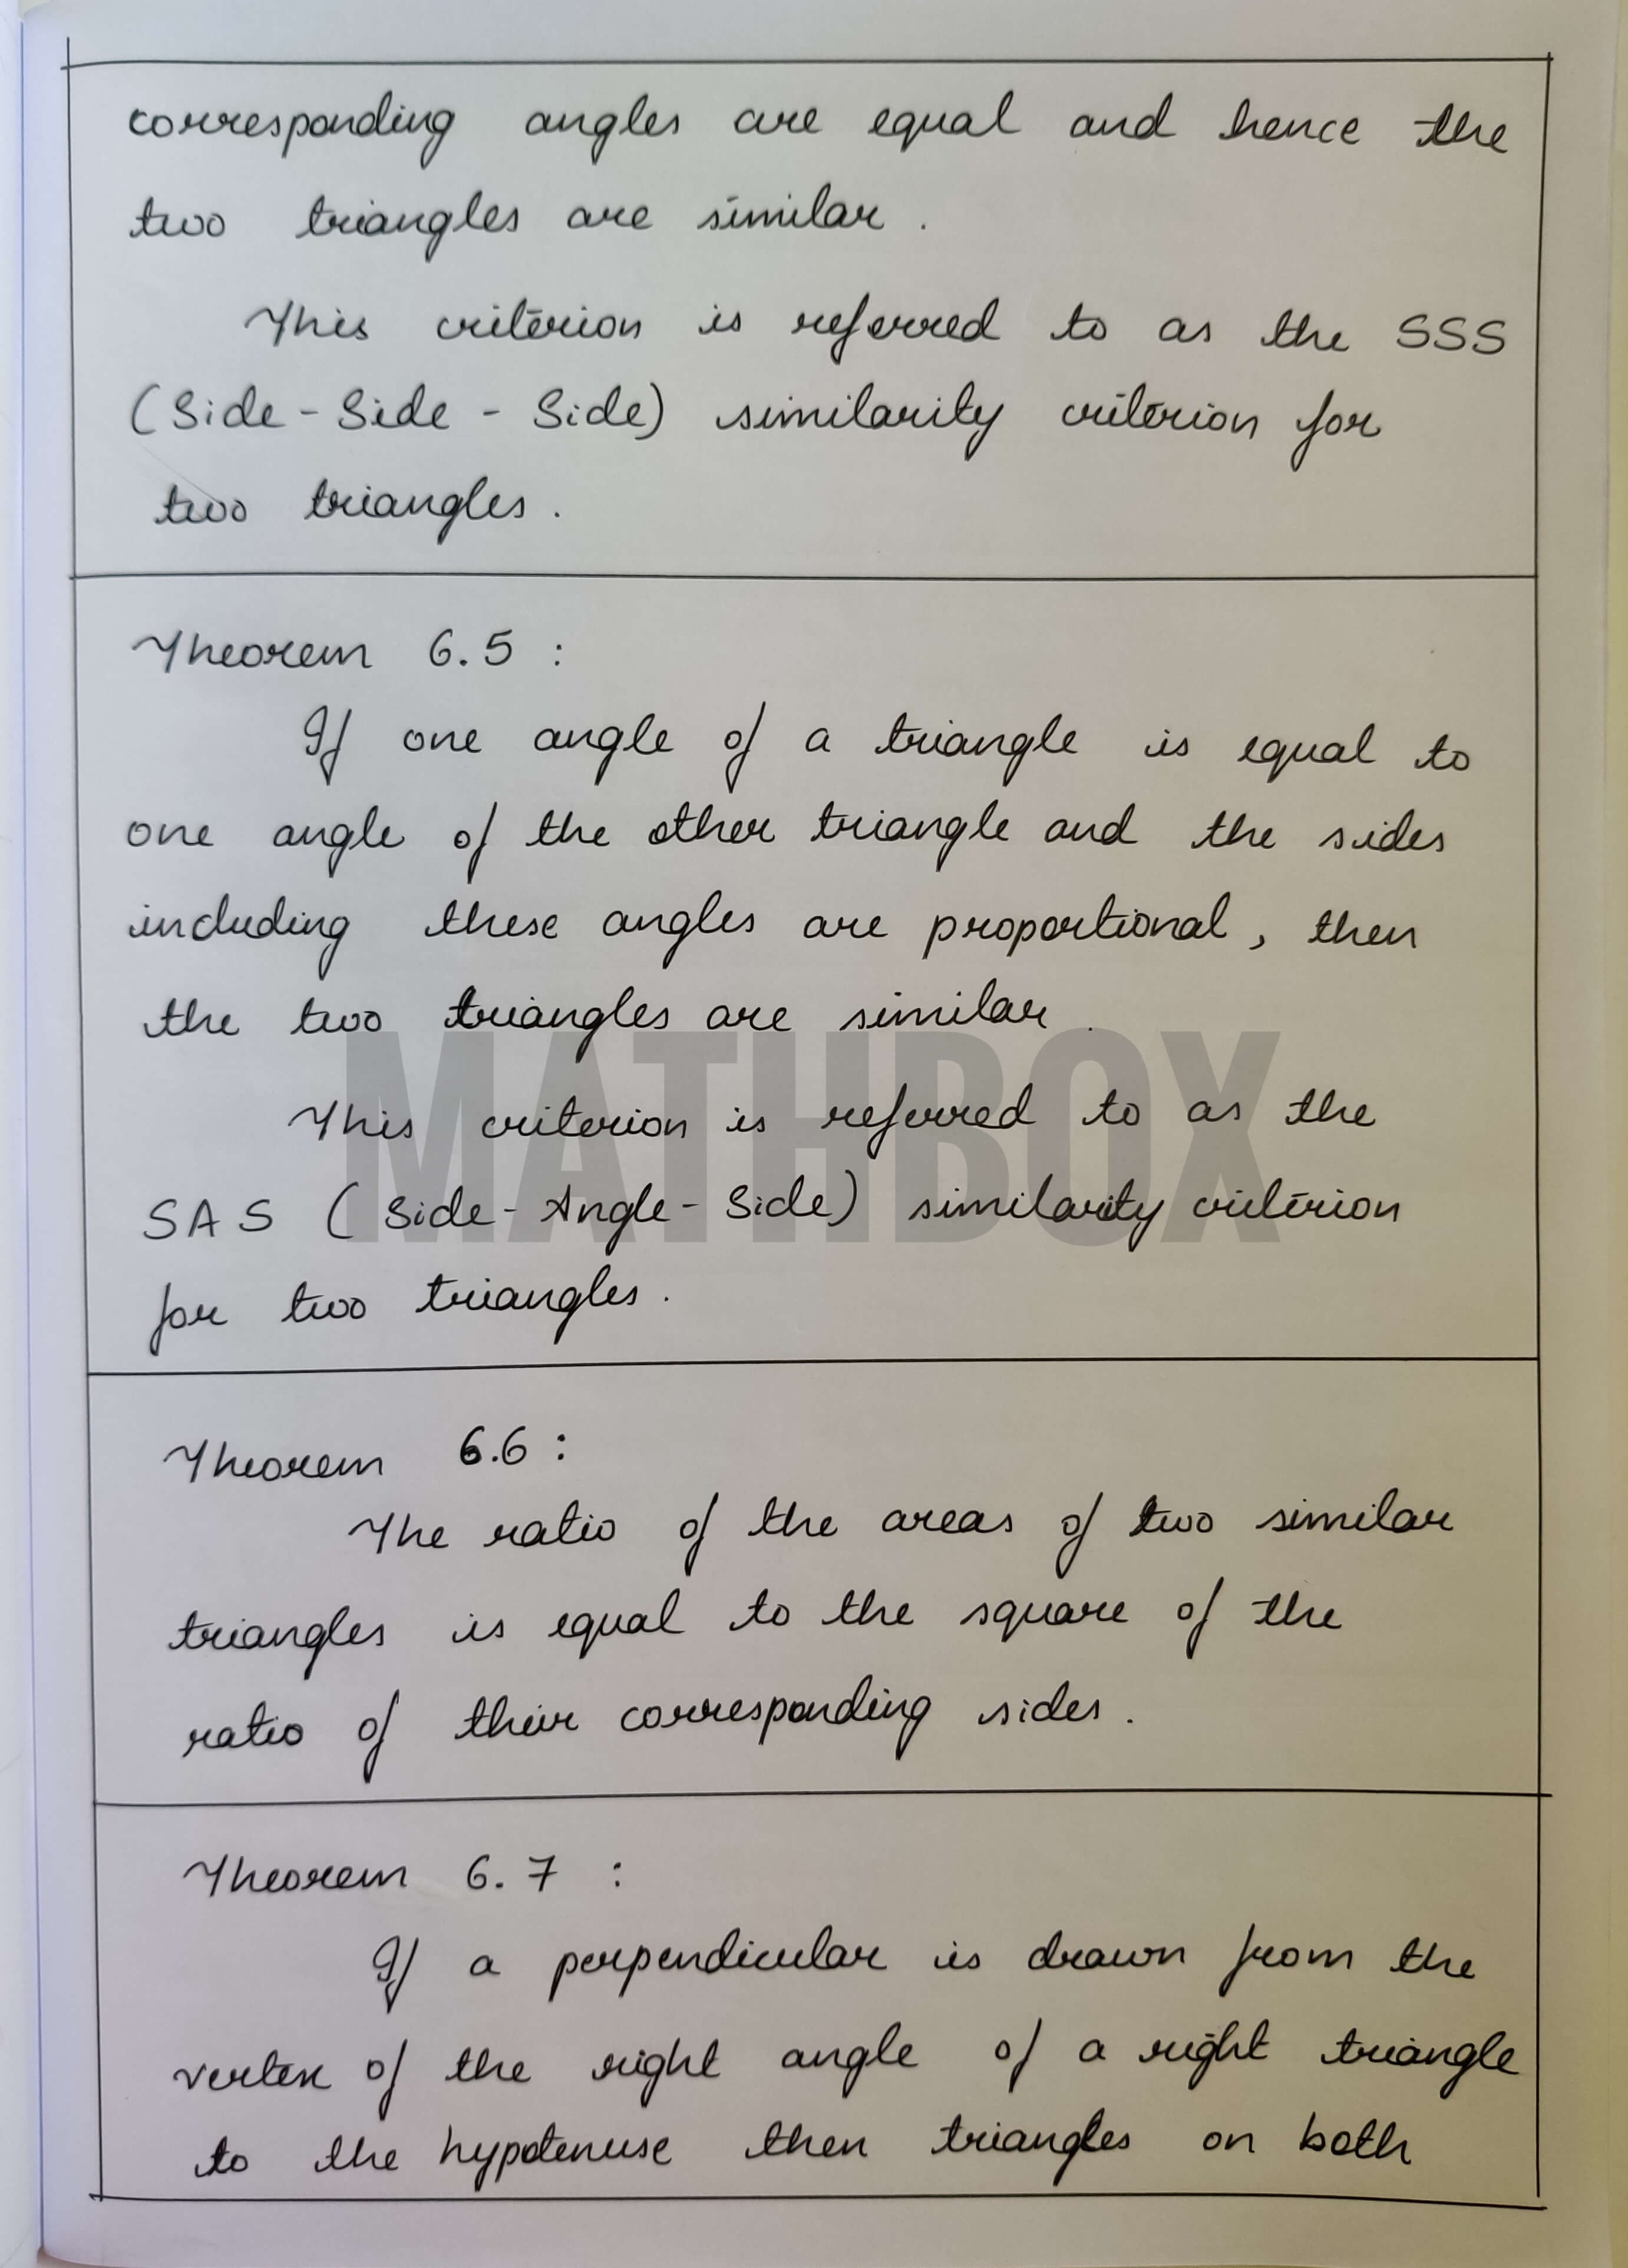 corresponding angles are equal and hence the
two triangles are similar.
This criterion is referred to as the SSS
(Side - Side - Side) similarity criterion for
two triangles.
Theorem 6.5 :
If one angle of a triangle is equal to
one angle of the other triangle and the sides
including these angles are proportional, then
the two triangles are similar.
MATHBOX
This criterion is referred to as the
SAS (Side - Angle - Side) similarity criterion
for two triangles.
Theorem 6.6 :
The ratio of the areas of two similar
triangles is equal to the square of the
ratio of their corresponding sides.
Theorem 6.7 :
If a perpendicular is drawn from the
vertex of the right angle of a right triangle
to the hypotenuse then triangles on both